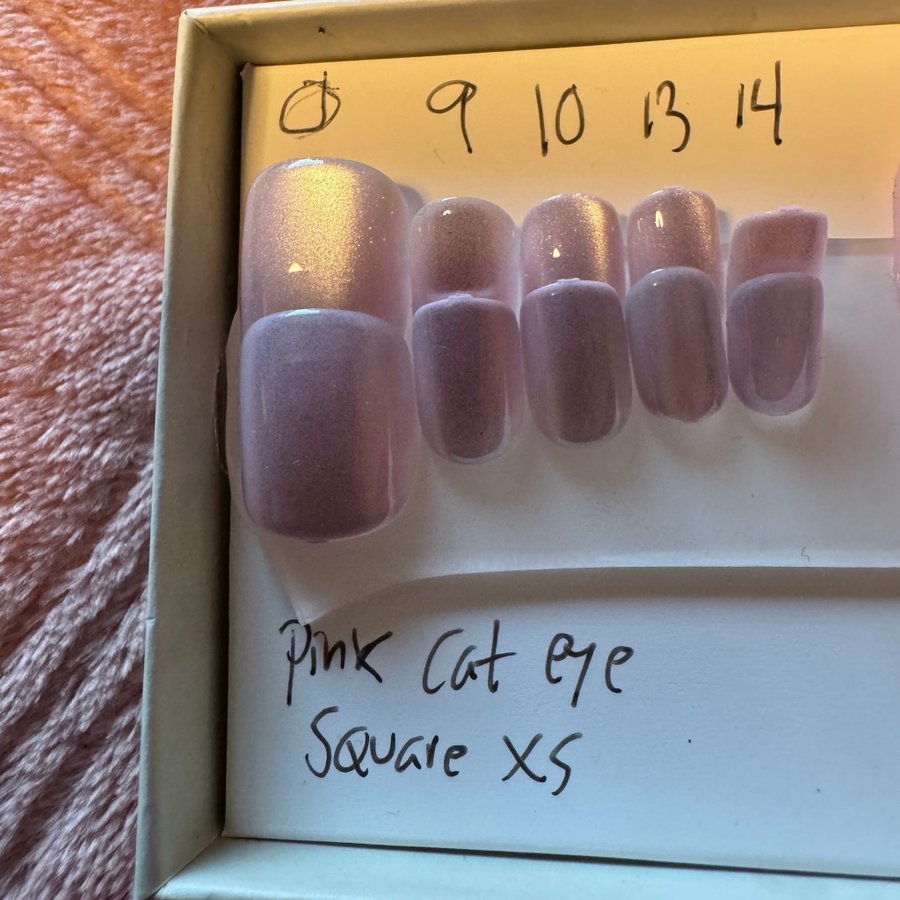 9 10 13 14
Pink Cat eye
Square XS